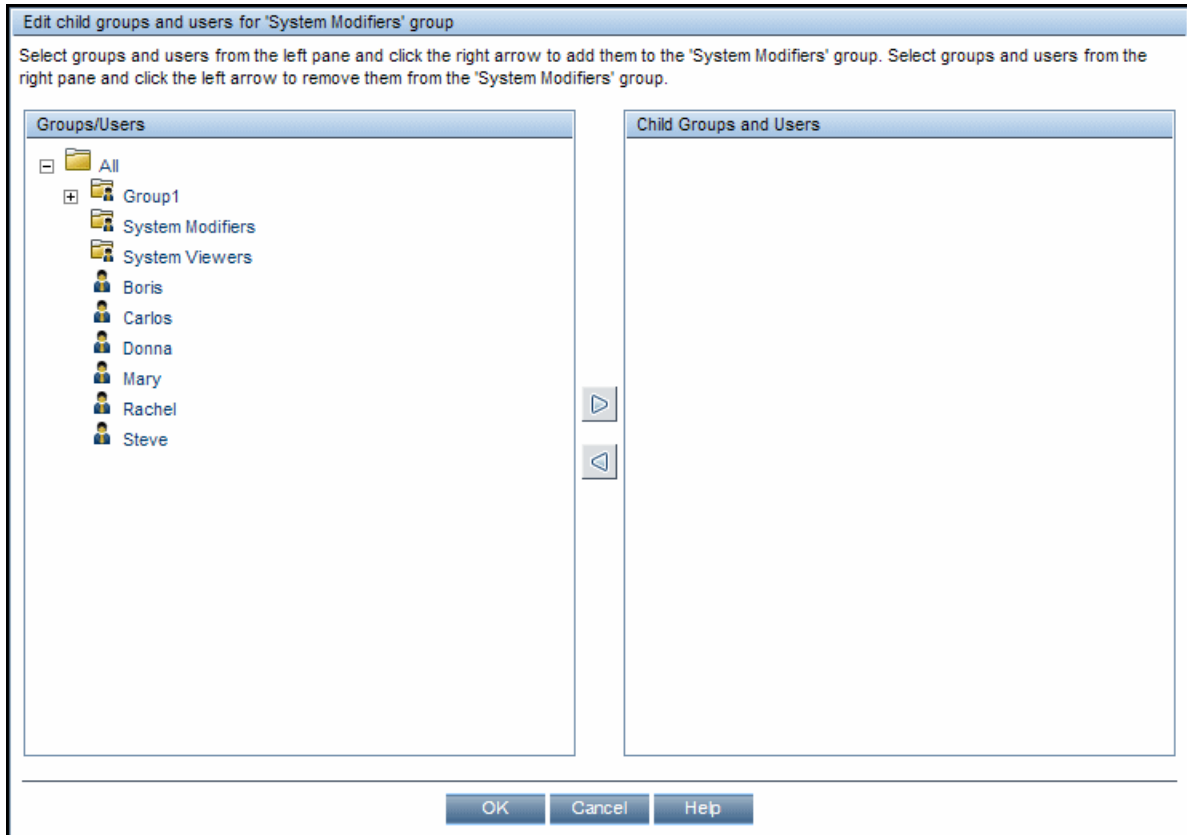 Edit child groups and users for 'System Modifiers' group
Select groups and users from the left pane and click the right arrow to add them to the 'System Modifiers' group. Select groups and users from the
right pane and click the left arrow to remove them from the 'System Modifiers' group.
Groups/Users
All
Group1
System Modifiers
System Viewers
Boris
Carlos
Donna
Mary
Rachel
Steve
Child Groups and Users
OK
Cancel
Help